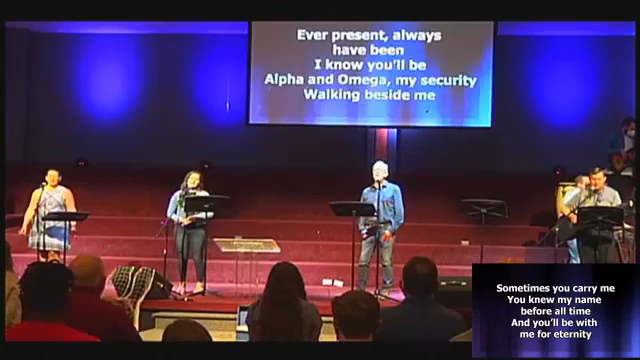 Ever present, always
have been
I know you'll be
Alpha and Omega, my security
Walking beside me
Sometimes you carry me
You knew my name
before all time
And you'll be with
me for eternity